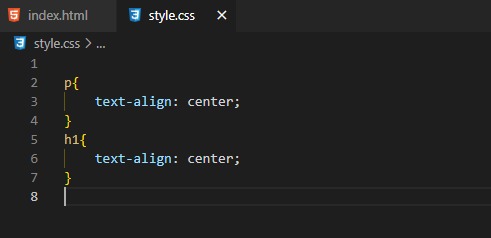 index.html style.css
style.css > ...
1
2 p{
3 text-align: center;
4 }
5 h1{
6 text-align: center;
7 }
8